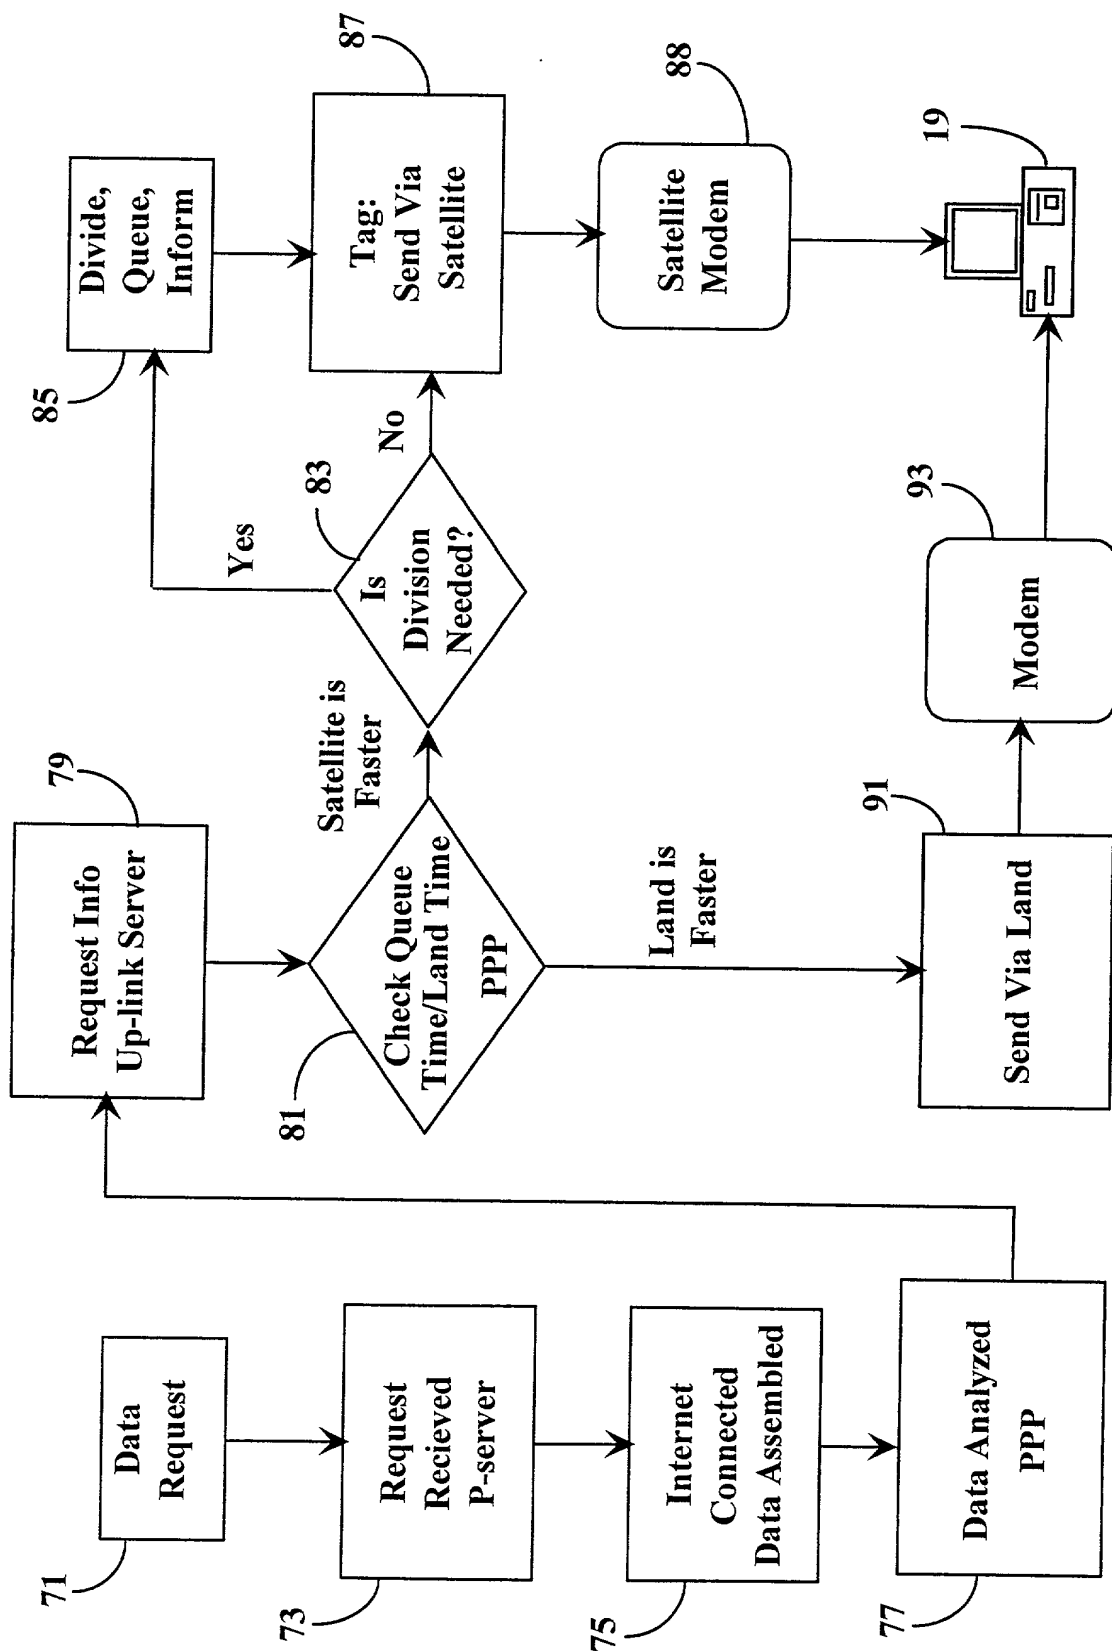 71
Data
Request
73
Request
Recieved
P-server
75
Internet
Connected
Data Assembled
77
Data Analyzed
PPP
79
Request Info
Up-link Server
81
Check Queue
Time/Land Time
PPP
Satellite is
Faster
Land is
Faster
83
Is
Division
Needed?
Yes
No
85
Divide,
Queue,
Inform
87
Tag:
Send Via
Satellite
88
Satellite
Modem
91
Send Via Land
93
Modem
19